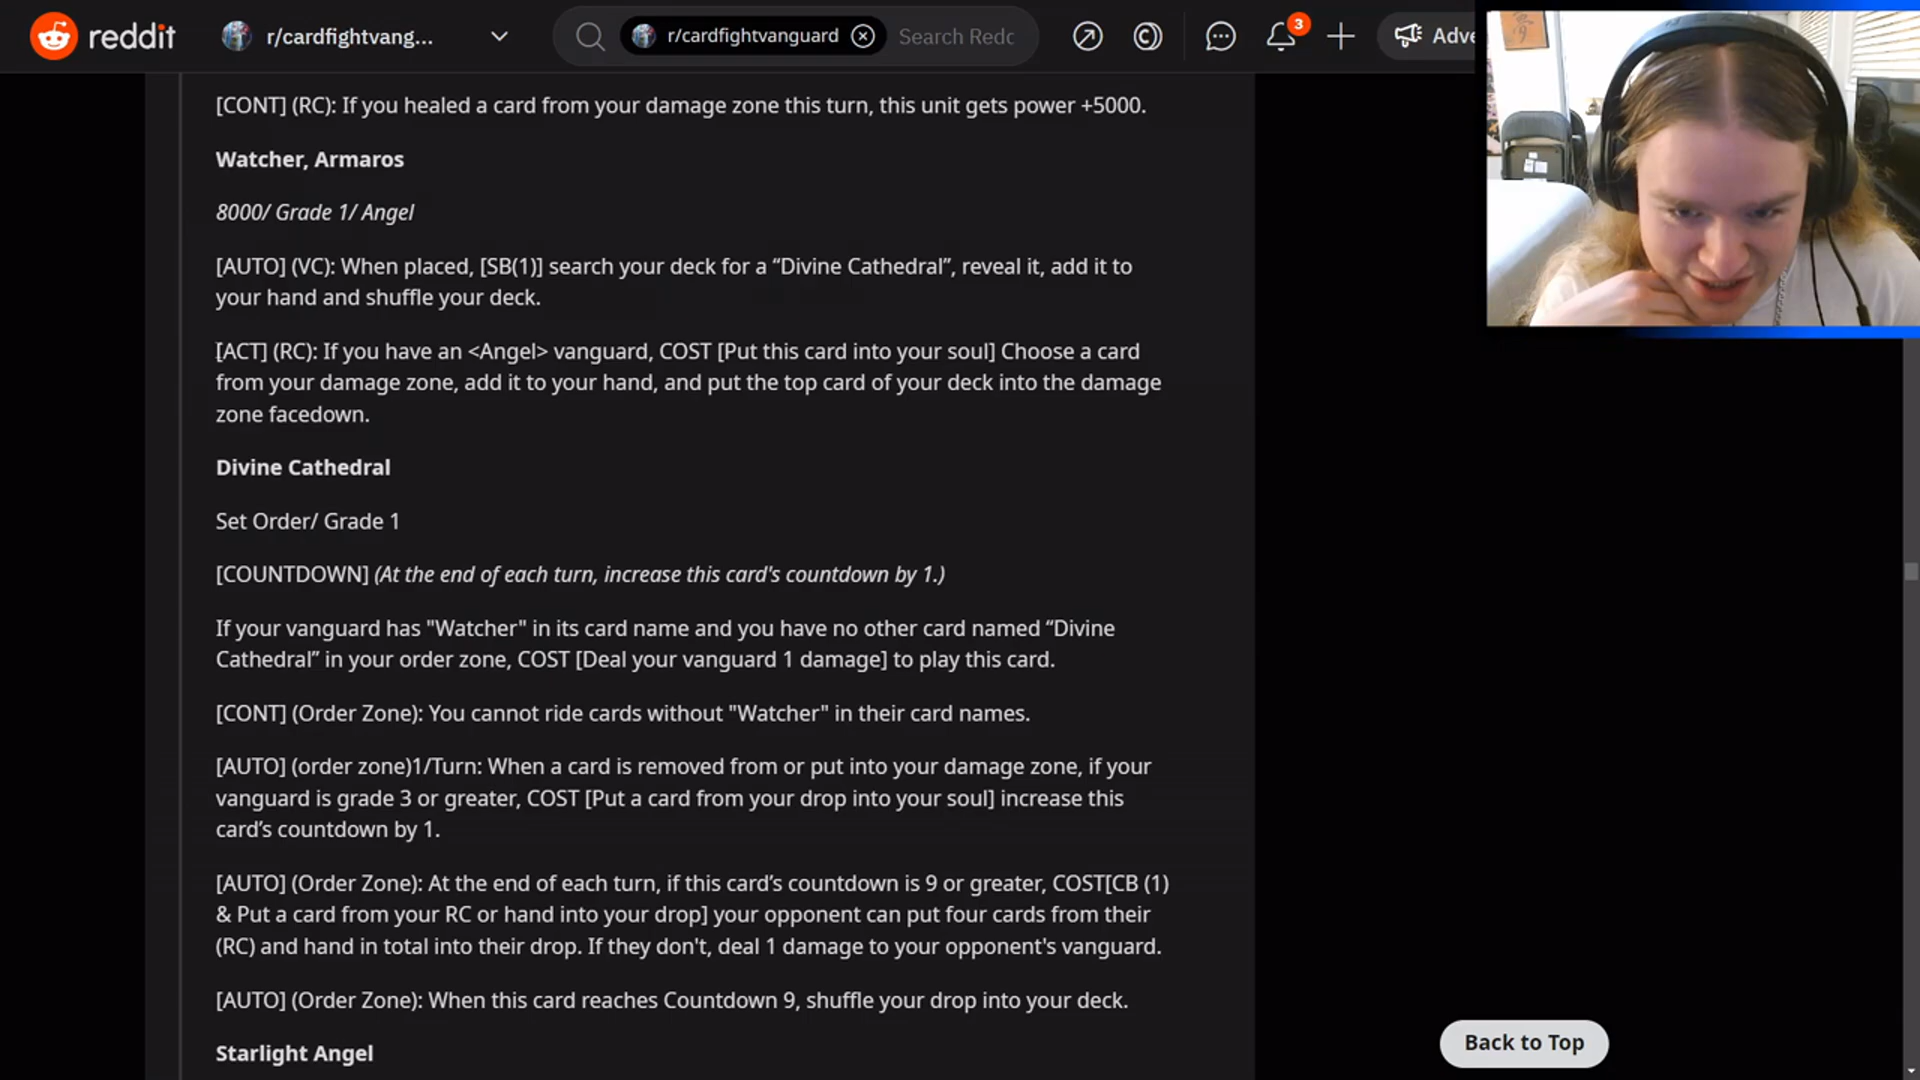 reddit
r/cardfightvang...
r/cardfightvanguard
Search Redc
3
Adve
[CONT] (RC): If you healed a card from your damage zone this turn, this unit gets power +5000.
Watcher, Armaros
8000/ Grade 1/ Angel
[AUTO] (VC): When placed, [SB(1)] search your deck for a “Divine Cathedral”, reveal it, add it to
your hand and shuffle your deck.
[ACT] (RC): If you have an <Angel> vanguard, COST [Put this card into your soul] Choose a card
from your damage zone, add it to your hand, and put the top card of your deck into the damage
zone facedown.
Divine Cathedral
Set Order/ Grade 1
[COUNTDOWN] (At the end of each turn, increase this card's countdown by 1.)
If your vanguard has "Watcher" in its card name and you have no other card named “Divine
Cathedral” in your order zone, COST [Deal your vanguard 1 damage] to play this card.
[CONT] (Order Zone): You cannot ride cards without "Watcher" in their card names.
[AUTO] (order zone)1/Turn: When a card is removed from or put into your damage zone, if your
vanguard is grade 3 or greater, COST [Put a card from your drop into your soul] increase this
card’s countdown by 1.
[AUTO] (Order Zone): At the end of each turn, if this card’s countdown is 9 or greater, COST[CB (1)
& Put a card from your RC or hand into your drop] your opponent can put four cards from their
(RC) and hand in total into their drop. If they don't, deal 1 damage to your opponent's vanguard.
[AUTO] (Order Zone): When this card reaches Countdown 9, shuffle your drop into your deck.
Starlight Angel
Back to Top